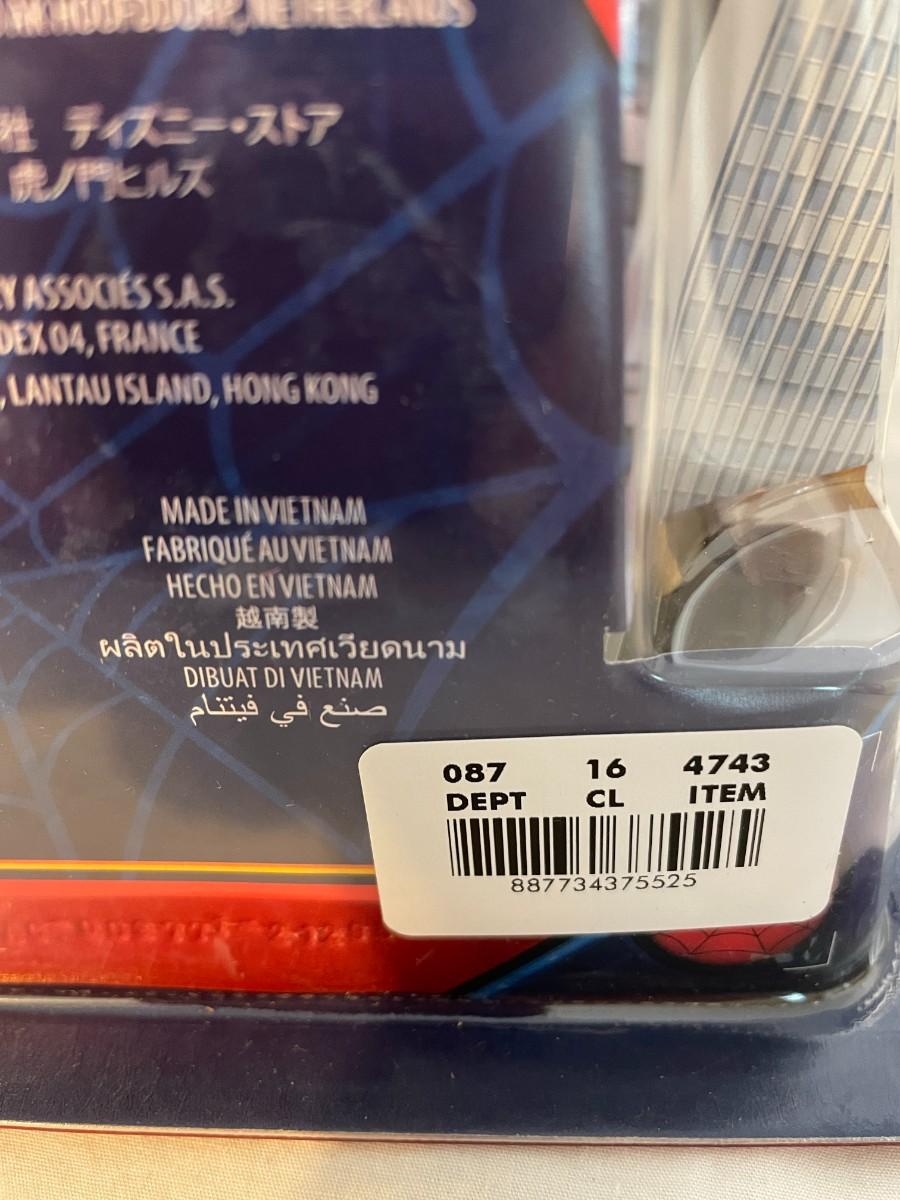 HOOFDDORP, NETHERLANDS
社 ディズニー・ストア
虎ノ門ヒルズ
Y ASSOCIÉS S.A.S.
DEX 04, FRANCE
, LANTAU ISLAND, HONG KONG
MADE IN VIETNAM
FABRIQUÉ AU VIETNAM
HECHO EN VIETNAM
越南製
ผลิตในประเทศเวียดนาม
DIBUAT DI VIETNAM
صنع في فيتنام
087 16 4743
DEPT CL ITEM
887734375525